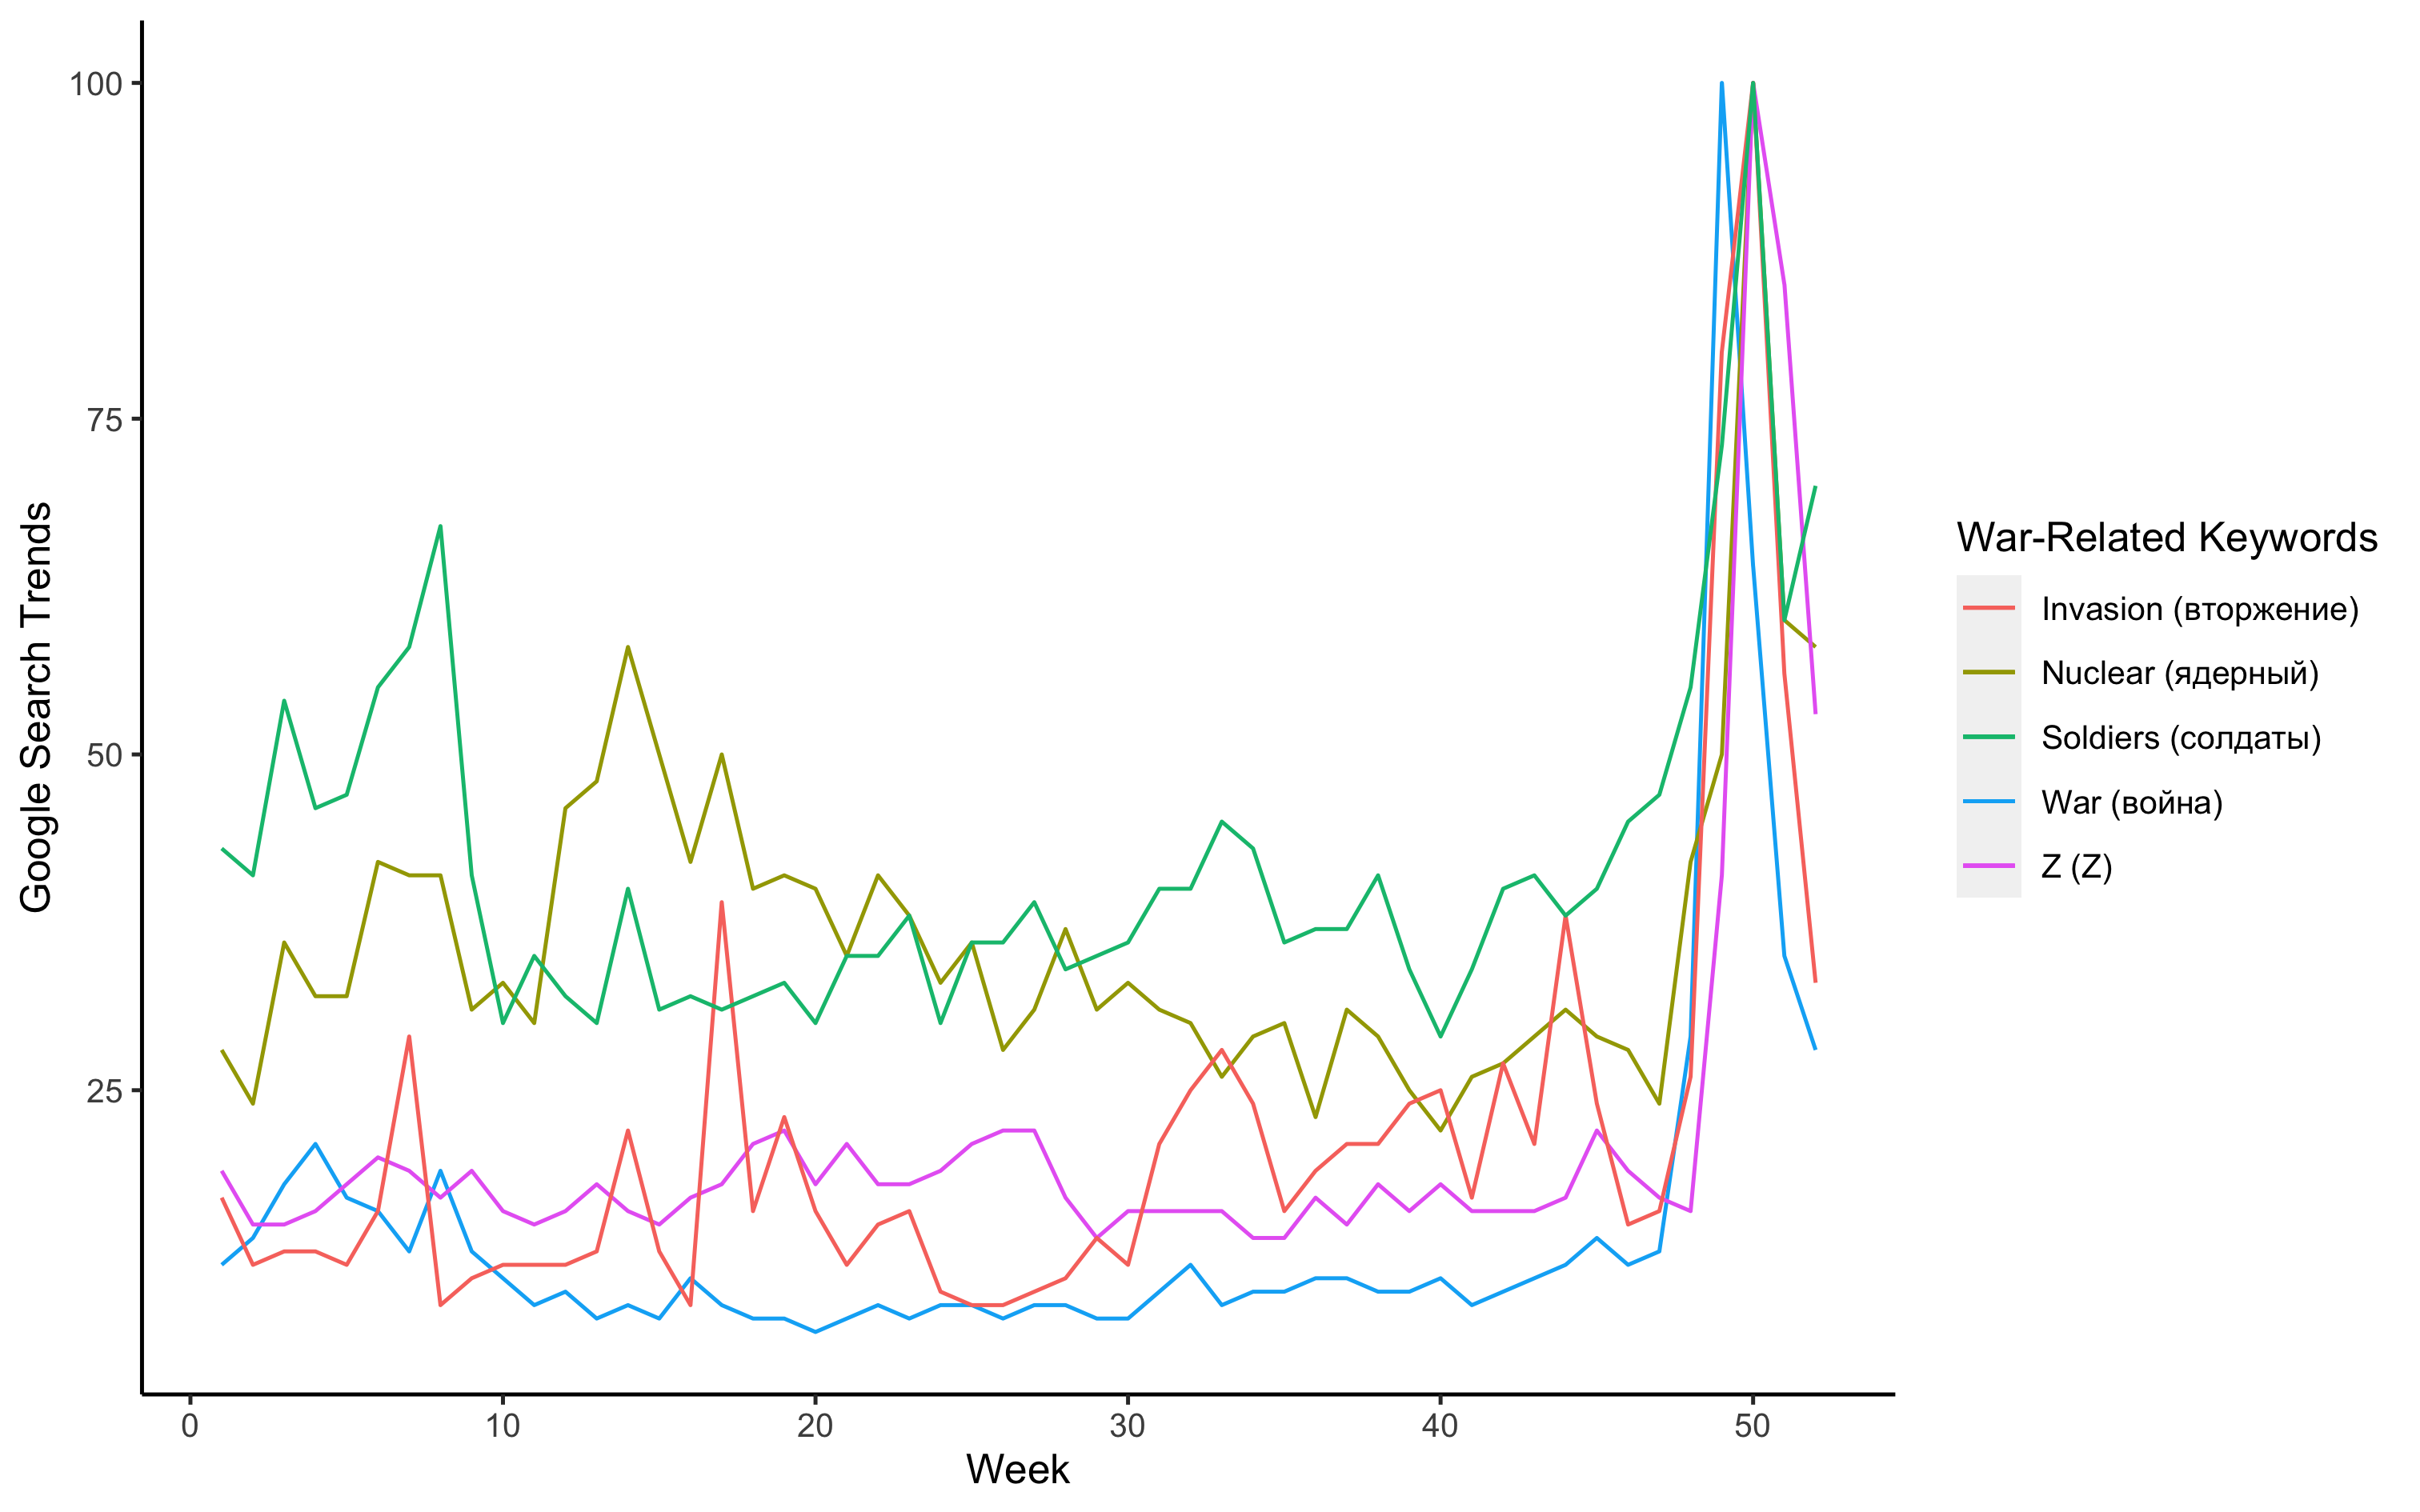 Google Search Trends
100
75
50
25
0 10 20 30 40 50
Week
War-Related Keywords
Invasion (вторжение)
Nuclear (ядерный)
Soldiers (солдаты)
War (война)
Z (Z)